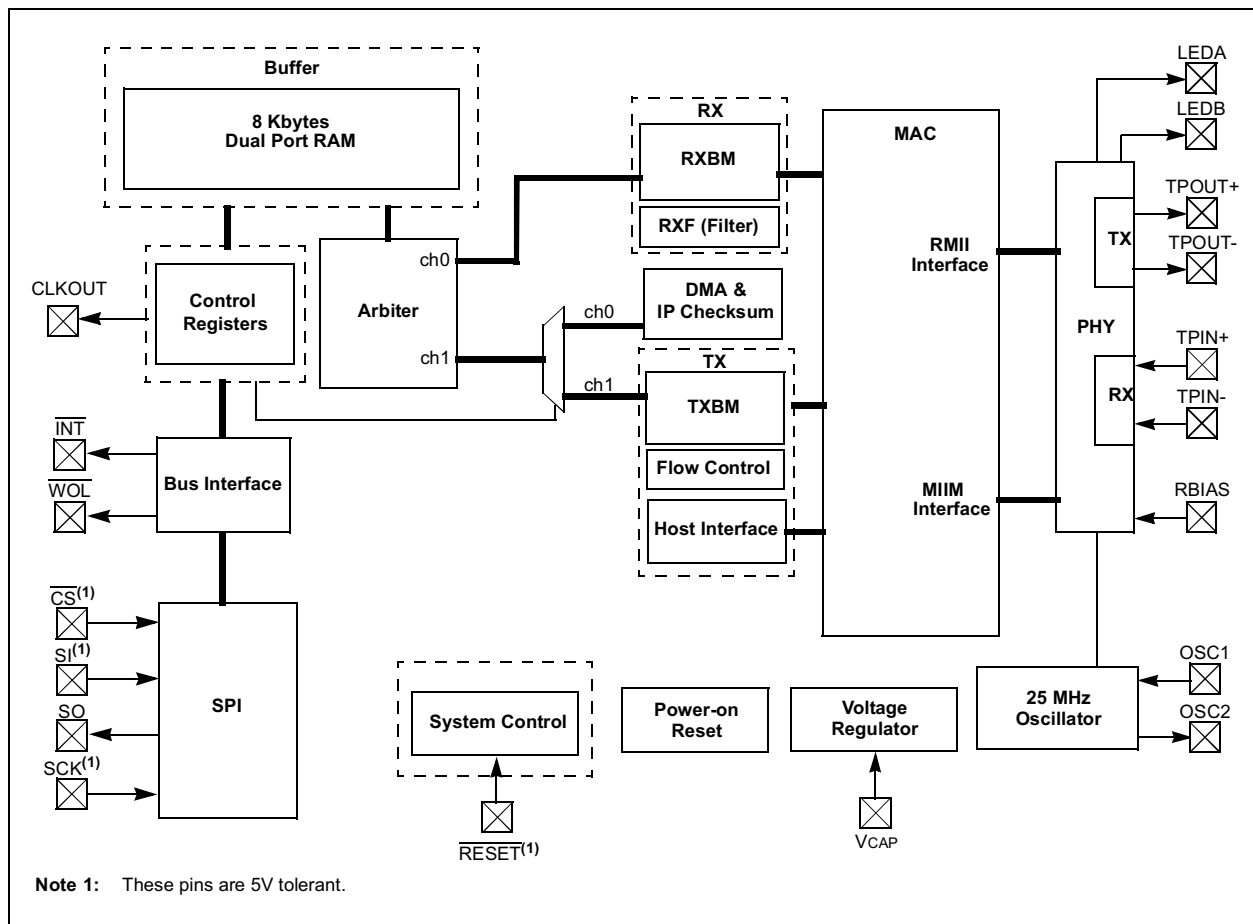 Buffer
8 Kbytes
Dual Port RAM
RX
RXBM
RXF (Filter)
MAC
LEDA
LEDB
TPOUT+
TX
TPOUT-
RMII
Interface
PHY
TPIN+
RX
TPIN-
CLKOUT
Control
Registers
ch0
Arbiter
ch1
ch0
DMA &
IP Checksum
ch1
TX
TXBM
Flow Control
Host Interface
MIIM
Interface
RBIAS
INT
WOL
Bus Interface
CS(1)
SI(1)
SO
SCK(1)
SPI
System Control
RESET(1)
Power-on
Reset
Voltage
Regulator
VCAP
25 MHz
Oscillator
OSC1
OSC2
Note 1: These pins are 5V tolerant.